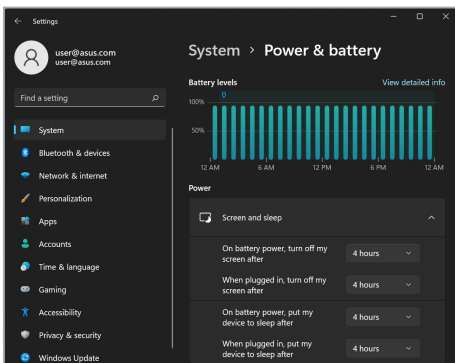 Settings
user@asus.com
user@asus.com
Find a setting
System
Bluetooth & devices
Network & internet
Personalization
Apps
Accounts
Time & language
Gaming
Accessibility
Privacy & security
Windows Update
System > Power & battery
Battery levels
View detailed info
100%
50%
12 AM 6 AM 12 PM 6 PM 12 AM
Power
Screen and sleep
On battery power, turn off my
screen after
4 hours
When plugged in, turn off my
screen after
4 hours
On battery power, put my
device to sleep after
4 hours
When plugged in, put my
device to sleep after
4 hours